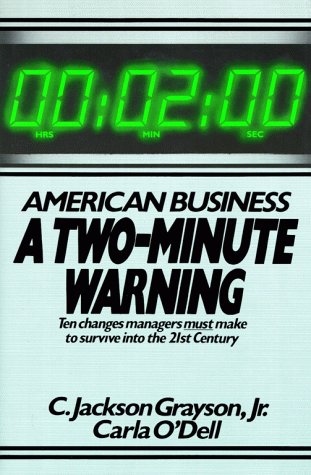 00:02:00
HRS MIN SEC
AMERICAN BUSINESS
A TWO-MINUTE
WARNING
Ten changes managers must make
to survive into the 21st Century
C. Jackson Grayson, Jr.
Carla O'Dell